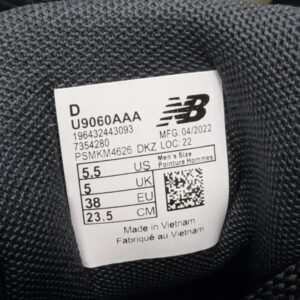 D
U9060AAA
196432443093
7354280
PSMKM4626 DKZ
NB
MFG. 04/2022
LOC: 22
5.5 US
5 UK
38 EU
23.5 CM
Men's Size
Pointure Hommes
Made in Vietnam
Fabriqué au Vietnam